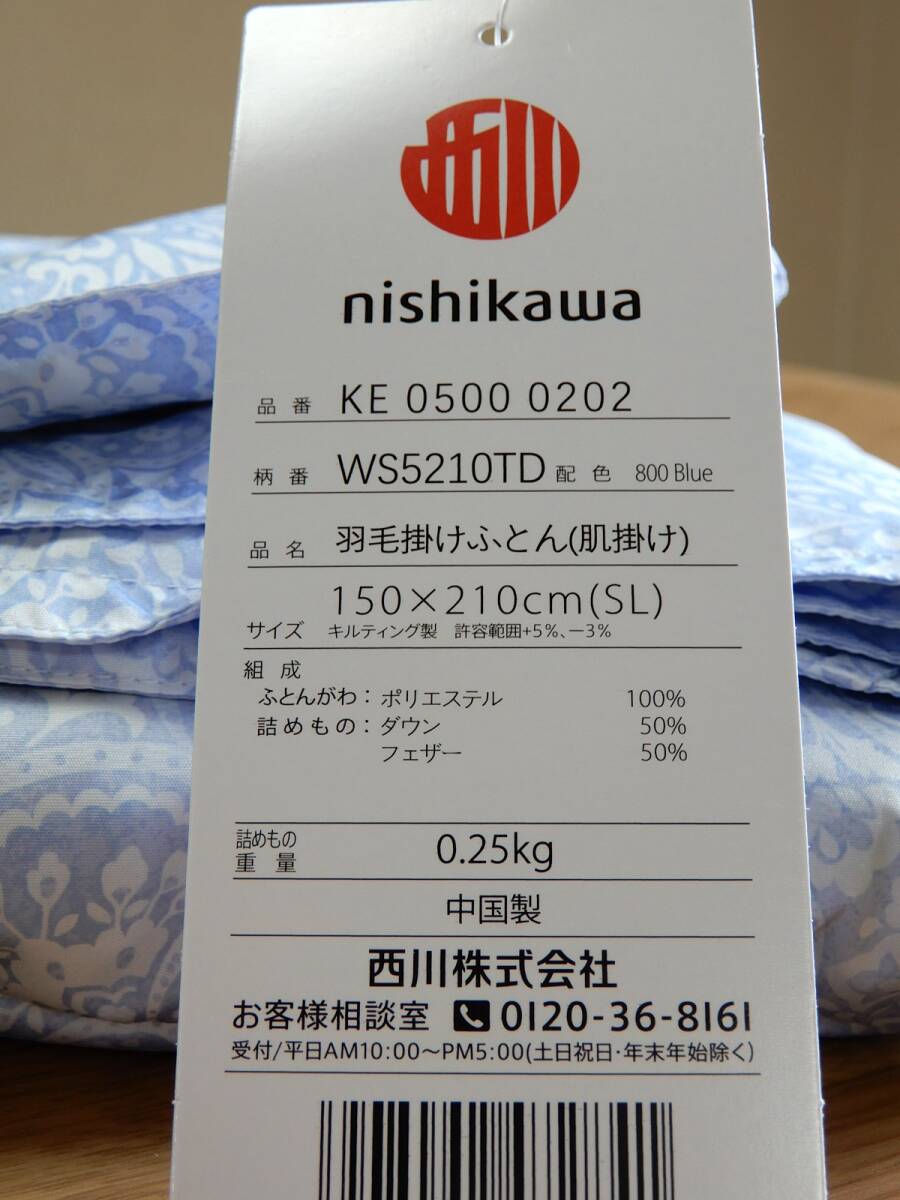 西川
nishikawa
品番 KE 0500 0202
柄番 WS5210TD 配色 800 Blue
品名 羽毛掛けふとん(肌掛け)
150×210cm(SL)
サイズ キルティング製 許容範囲+5%、−3%
組成
ふとんがわ：ポリエステル 100%
詰めもの：ダウン 50%
フェザー 50%
詰めもの
重量 0.25kg
中国製
西川株式会社
お客様相談室 0120-36-8161
受付/平日AM10:00〜PM5:00(土日祝日・年末年始除く)